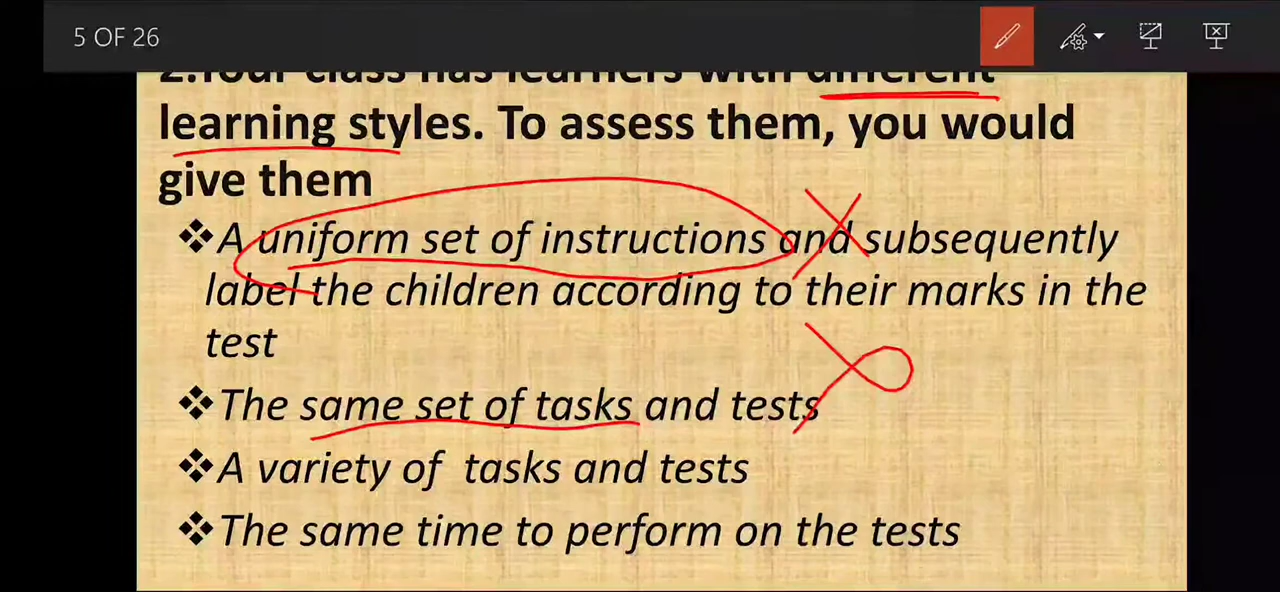 5 OF 26
2.Your class has learners with different
learning styles. To assess them, you would
give them
❖A uniform set of instructions and subsequently
label the children according to their marks in the
test
❖The same set of tasks and tests
❖A variety of tasks and tests
❖The same time to perform on the tests